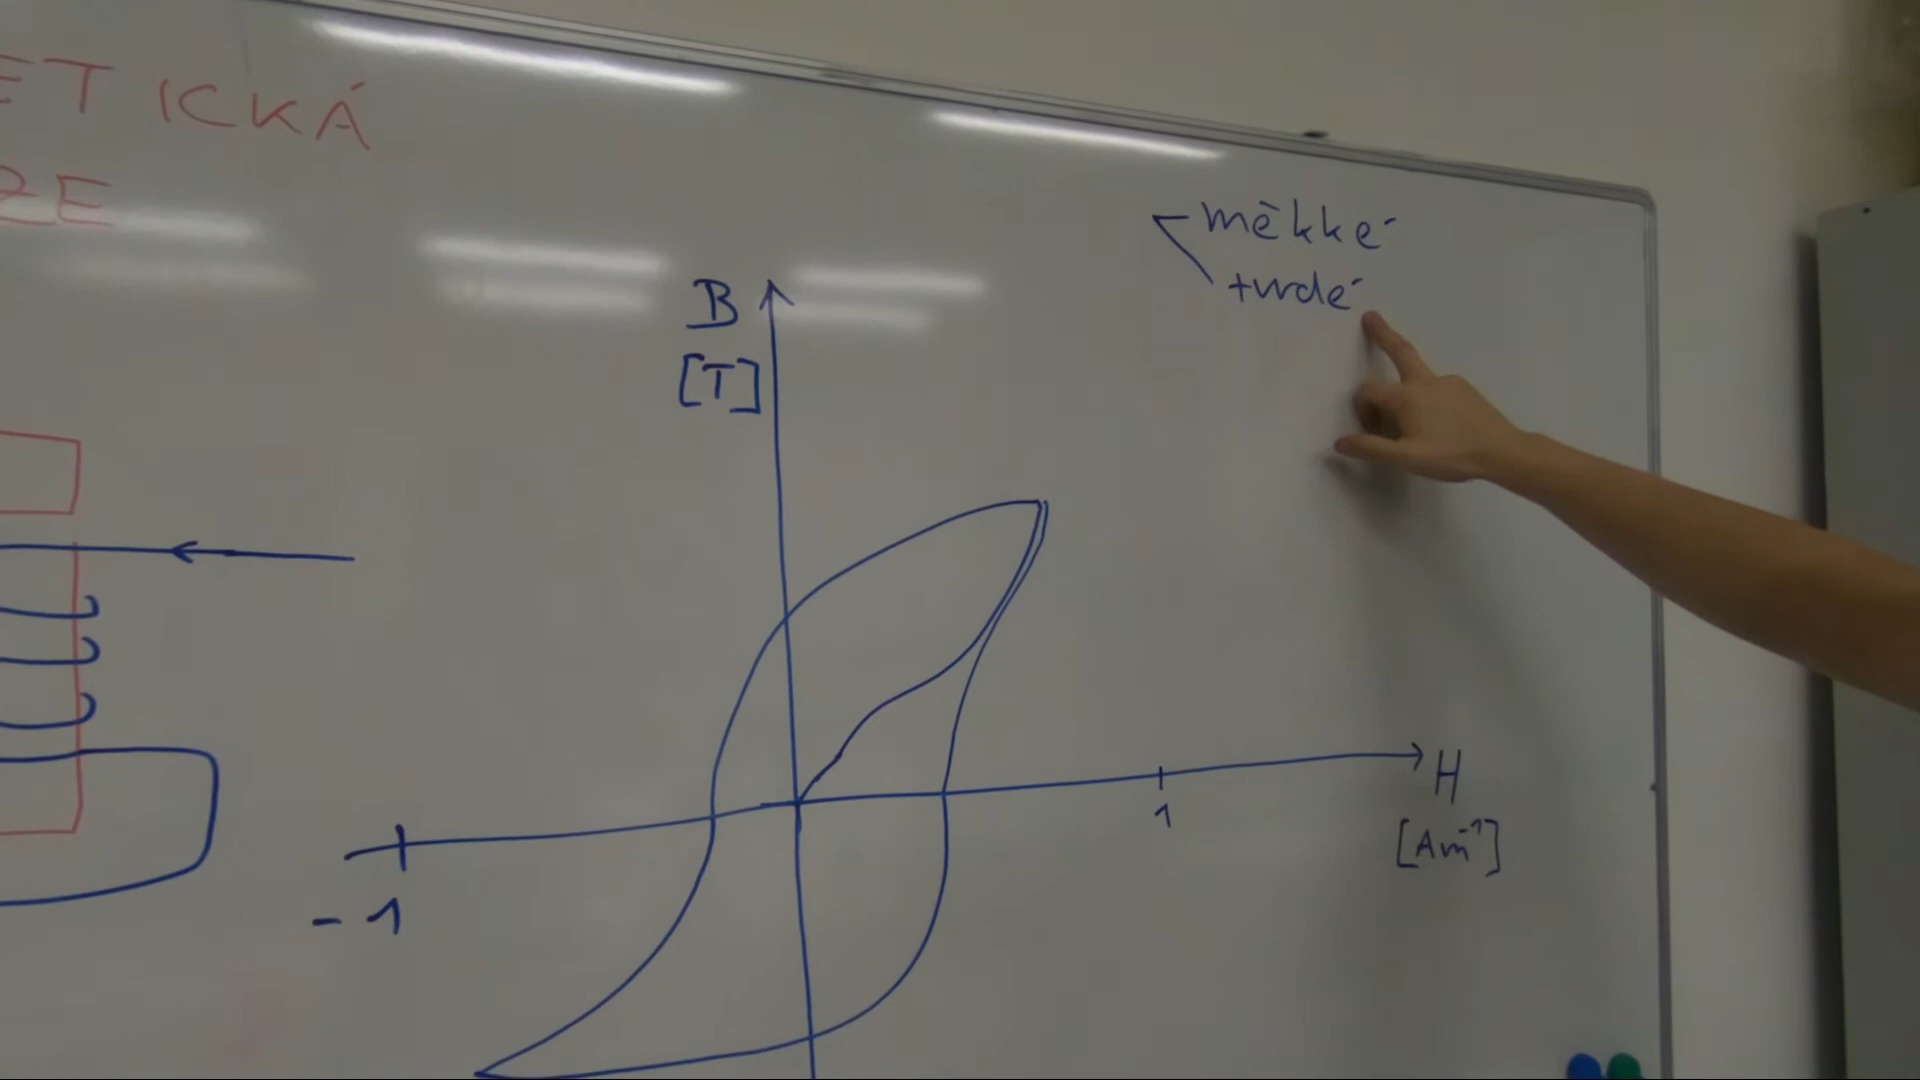 ETICKÁ
ZE
měkké
tvrdé
B
[T]
H
[Am⁻¹]
1
-1